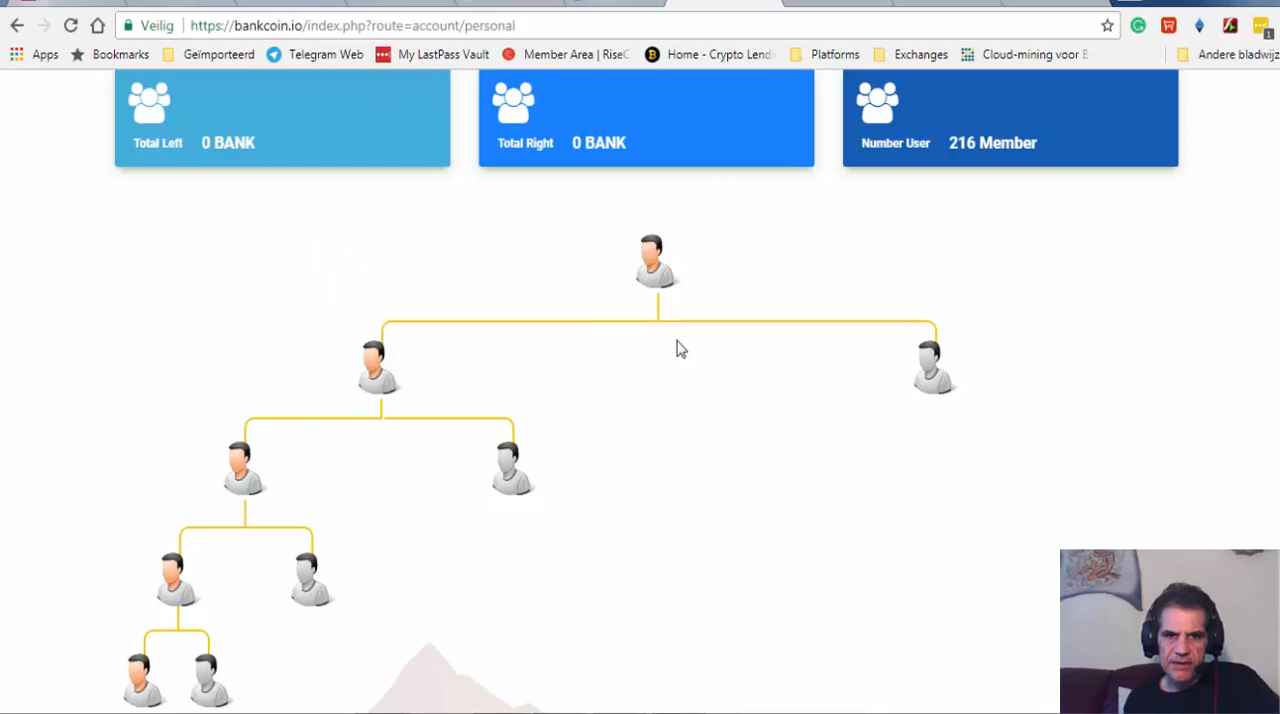 Veilig https://bankcoin.io/index.php?route=account/personal
Apps Bookmarks Geïmporteerd Telegram Web My LastPass Vault Member Area | RiseC Home - Crypto Lend Platforms Exchanges Cloud-mining voor B Andere bladwijz
1
Total Left 0 BANK
Total Right 0 BANK
Number User 216 Member